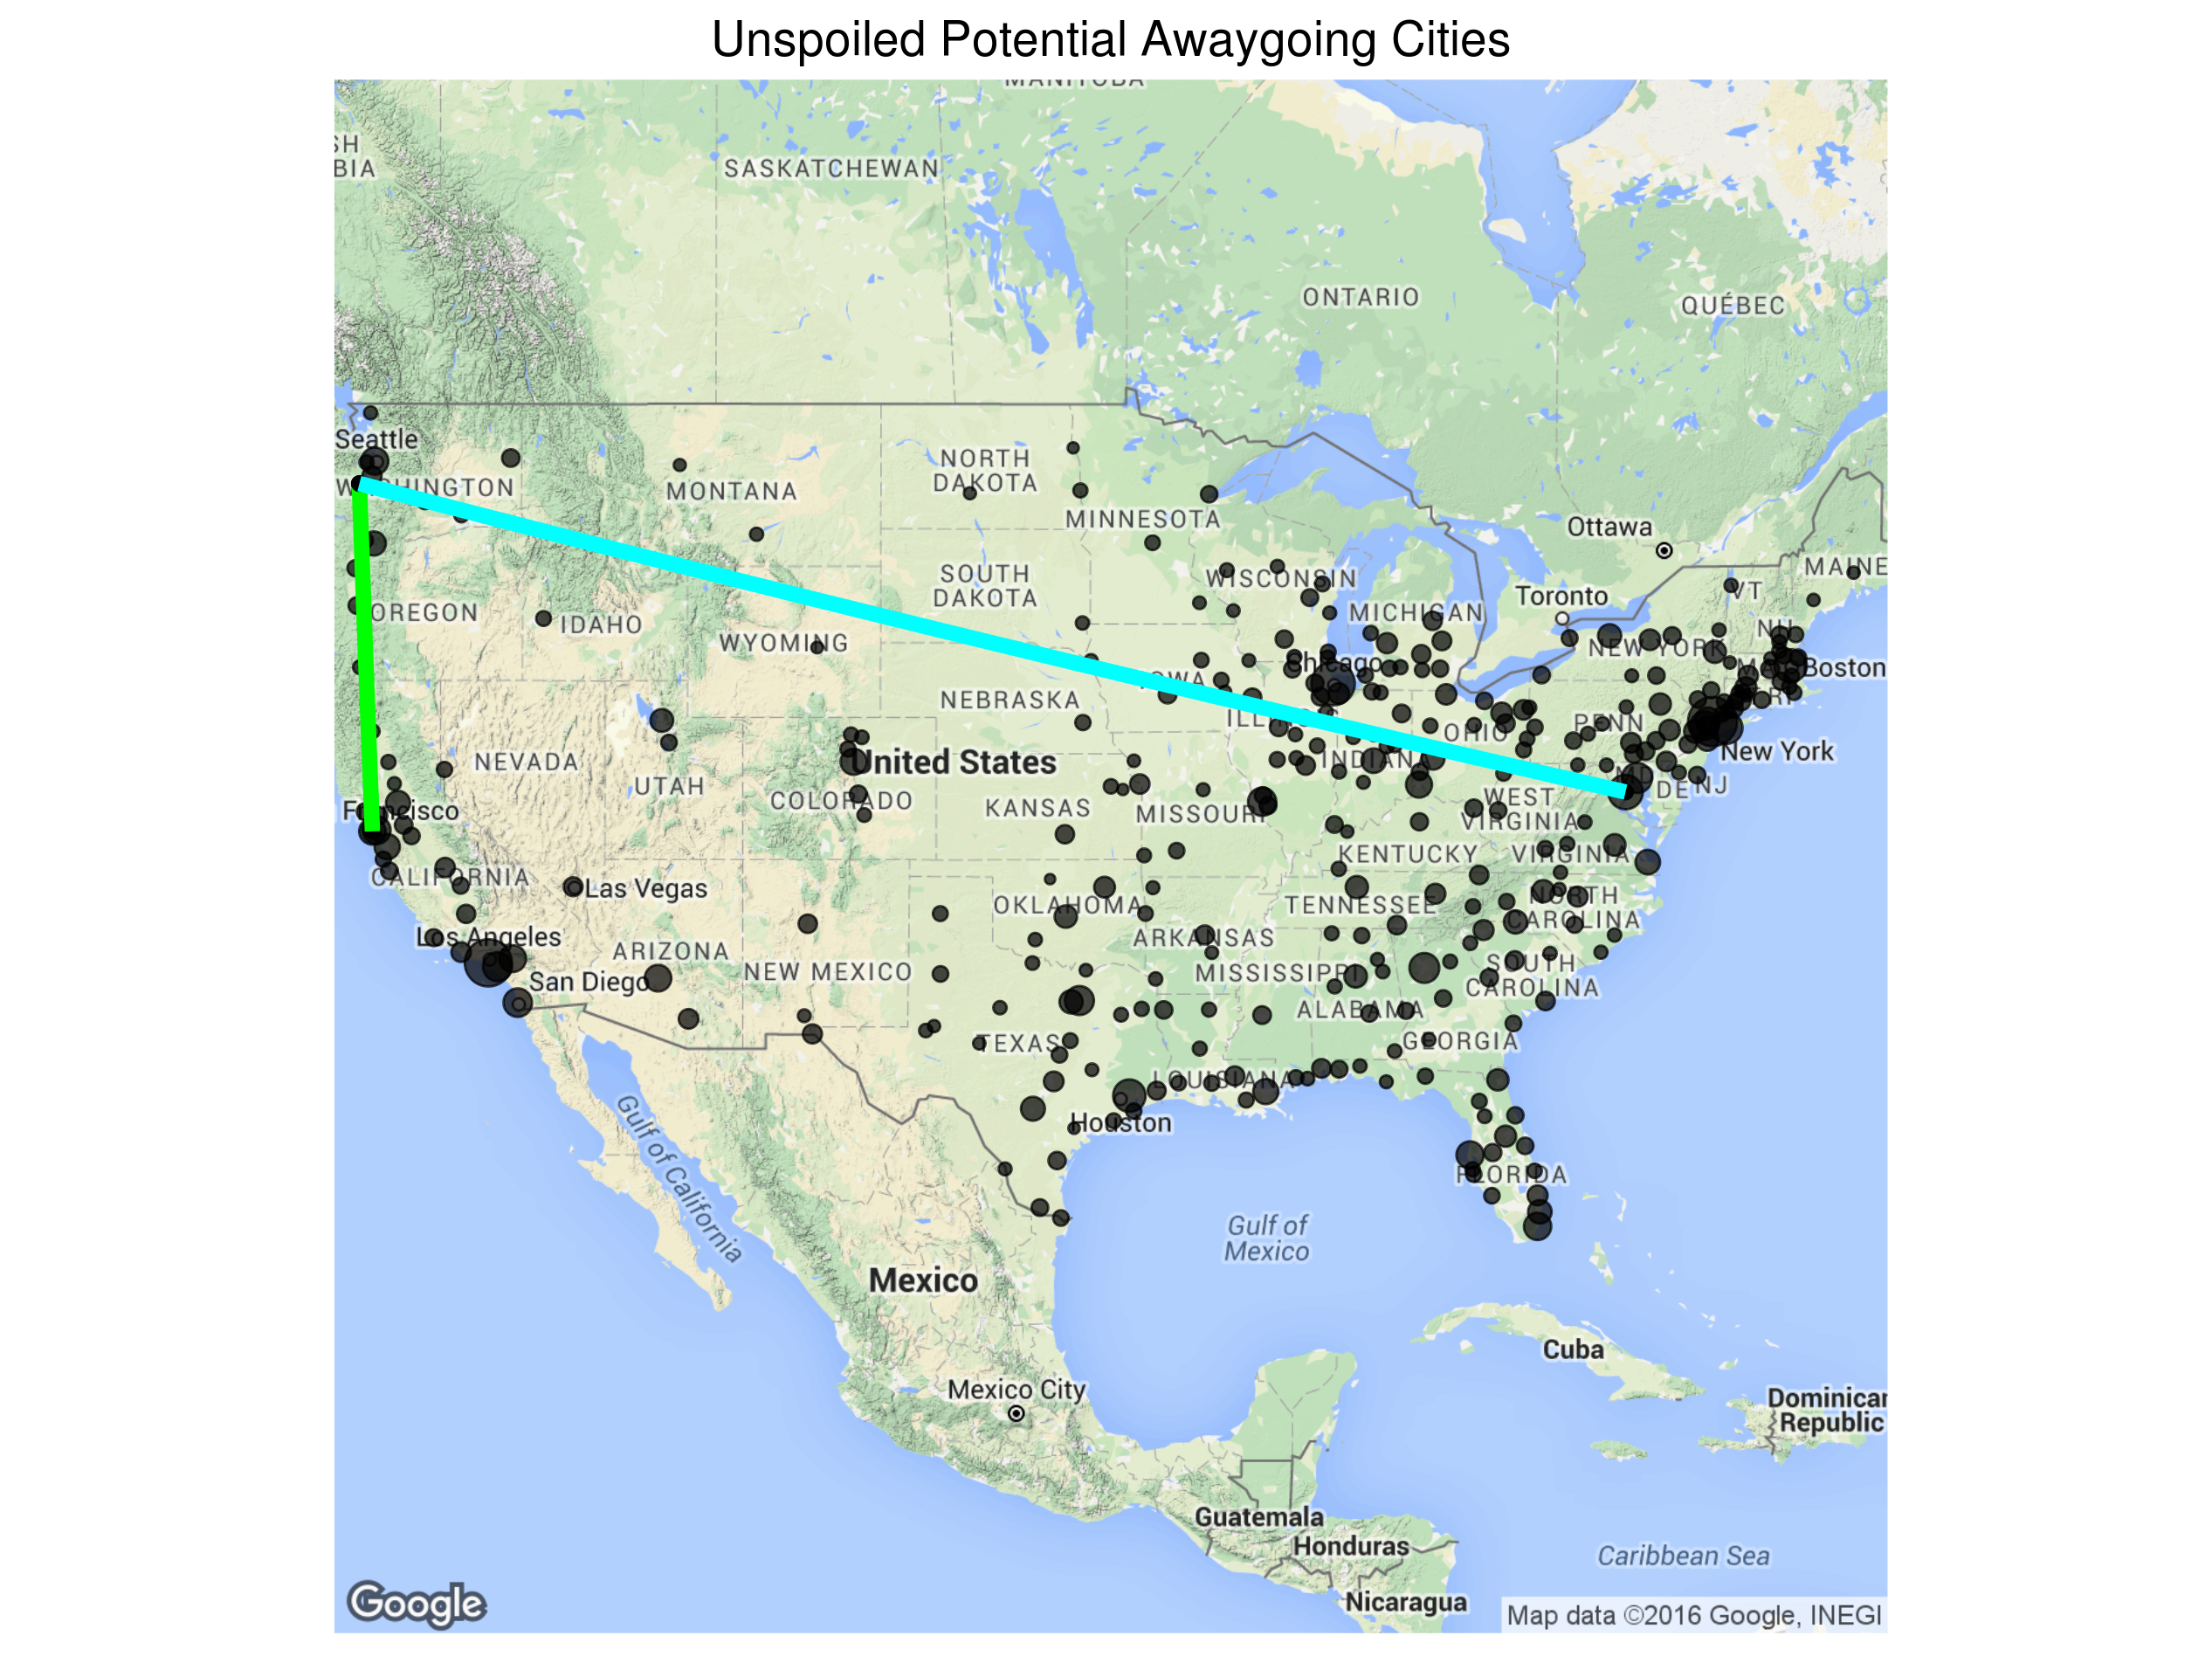 Unspoiled Potential Awaygoing Cities
MANITOBA
SH
BIA
SASKATCHEWAN
ONTARIO
QUÉBEC
Seattle
WASHINGTON
NORTH
DAKOTA
MONTANA
MINNESOTA
Ottawa
MAINE
WISCONSIN
SOUTH
DAKOTA
VT
Toronto
MICHIGAN
OREGON
IDAHO
WYOMING
NH
NEW YORK
Chicago
MA
Boston
IOWA
RI
NEBRASKA
ILLINOIS
PENN
OHIO
New York
NEVADA
United States
INDIANA
UTAH
MD
DE
NJ
COLORADO
KANSAS
MISSOURI
WEST
VIRGINIA
Francisco
KENTUCKY
VIRGINIA
CALIFORNIA
Las Vegas
OKLAHOMA
TENNESSEE
NORTH
CAROLINA
Los Angeles
ARIZONA
ARKANSAS
NEW MEXICO
MISSISSIPPI
SOUTH
CAROLINA
San Diego
ALABAMA
TEXAS
GEORGIA
LOUISIANA
Houston
Gulf of California
FLORIDA
Gulf of
Mexico
Mexico
Cuba
Mexico City
Dominican
Republic
Guatemala
Honduras
Caribbean Sea
Nicaragua
Google
Map data ©2016 Google, INEGI